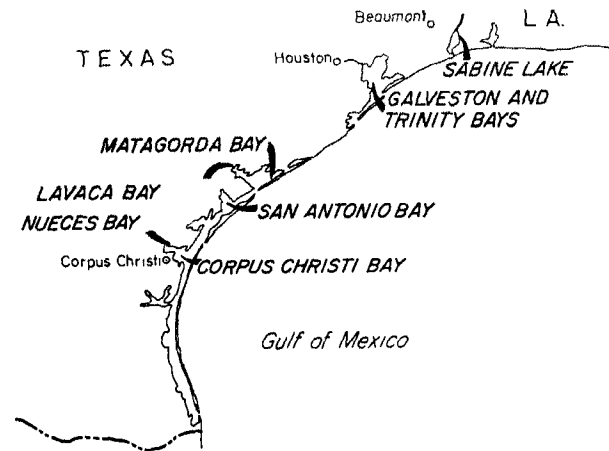 Beaumont
L A.
TEXAS
Houston
SABINE LAKE
GALVESTON AND
TRINITY BAYS
MATAGORDA BAY
LAVACA BAY
SAN ANTONIO BAY
NUECES BAY
Corpus Christi
CORPUS CHRISTI BAY
Gulf of Mexico